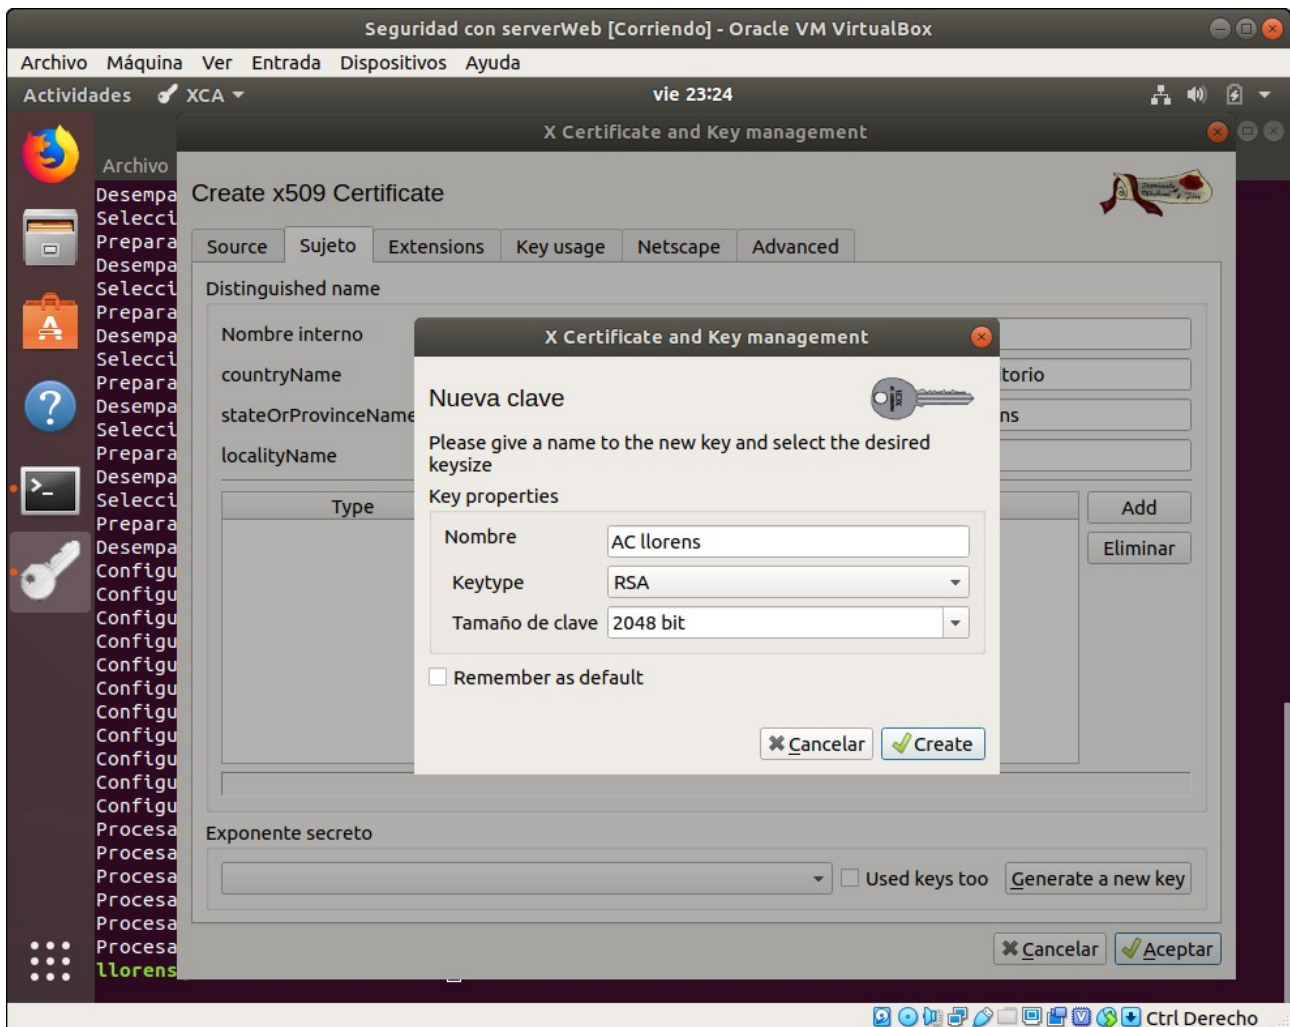 Seguridad con serverWeb [Corriendo] - Oracle VM VirtualBox
Archivo Máquina Ver Entrada Dispositivos Ayuda
Actividades XCA vie 23:24
X Certificate and Key management
Archivo
Create x509 Certificate
Source Sujeto Extensions Key usage Netscape Advanced
Distinguished name
Nombre interno
countryName torio
stateOrProvinceName ns
localityName
Type
Add
Eliminar
X Certificate and Key management
Nueva clave
Please give a name to the new key and select the desired
keysize
Key properties
Nombre AC llorens
Keytype RSA
Tamaño de clave 2048 bit
Remember as default
Cancelar Create
Exponente secreto
Used keys too Generate a new key
Cancelar Aceptar
Desempa
Selecci
Prepara
Desempa
Selecci
Prepara
Desempa
Selecci
Prepara
Desempa
Selecci
Prepara
Desempa
Selecci
Prepara
Desempa
Configu
Configu
Configu
Configu
Configu
Configu
Configu
Configu
Configu
Configu
Configu
Procesa
Procesa
Procesa
Procesa
Procesa
Procesa
llorens
Ctrl Derecho